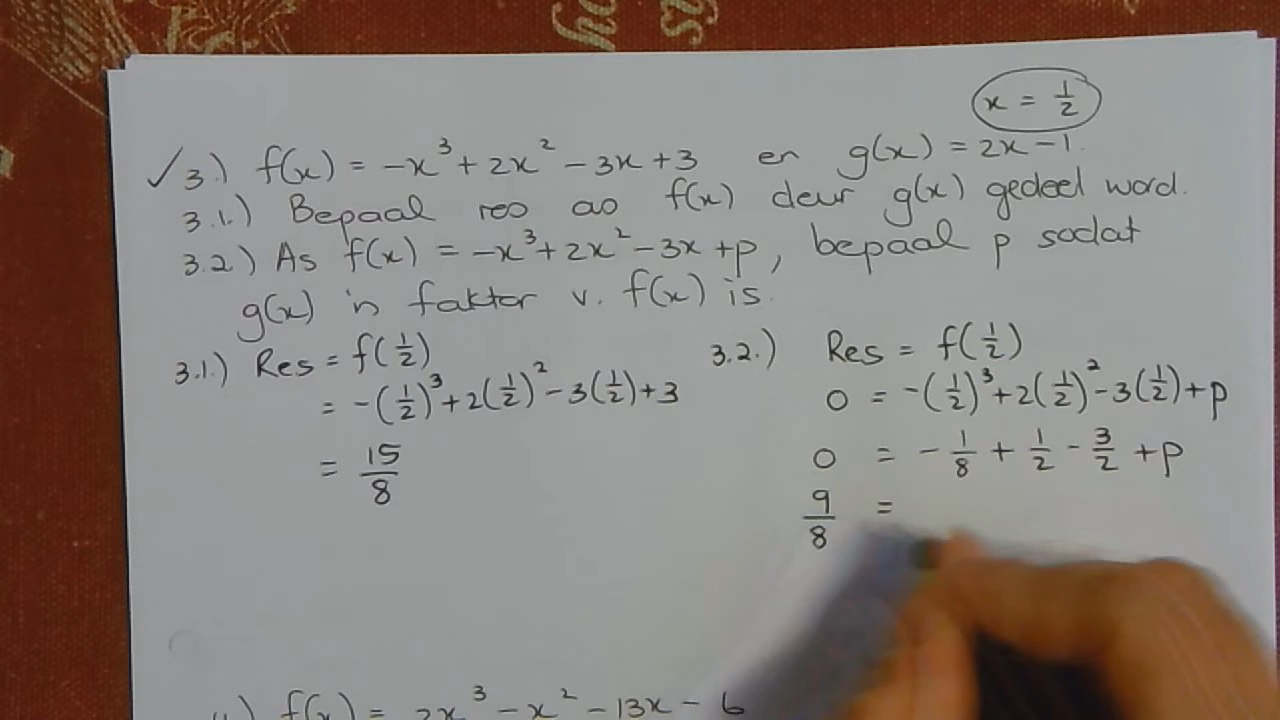 x = 1/2
✓3.) f(x) = -x³ + 2x² - 3x + 3 en g(x) = 2x - 1.
3.1.) Bepaal res as f(x) deur g(x) gedeel word.
3.2) As f(x) = -x³ + 2x² - 3x + p, bepaal p sodat
g(x) 'n faktor v. f(x) is.
3.1.) Res = f(1/2)
= -(1/2)³ + 2(1/2)² - 3(1/2) + 3
= 15/8
3.2.) Res = f(1/2)
0 = -(1/2)³ + 2(1/2)² - 3(1/2) + p
0 = -1/8 + 1/2 - 3/2 + p
9/8 =
f(x) = 2x³ - x² - 13x - 6